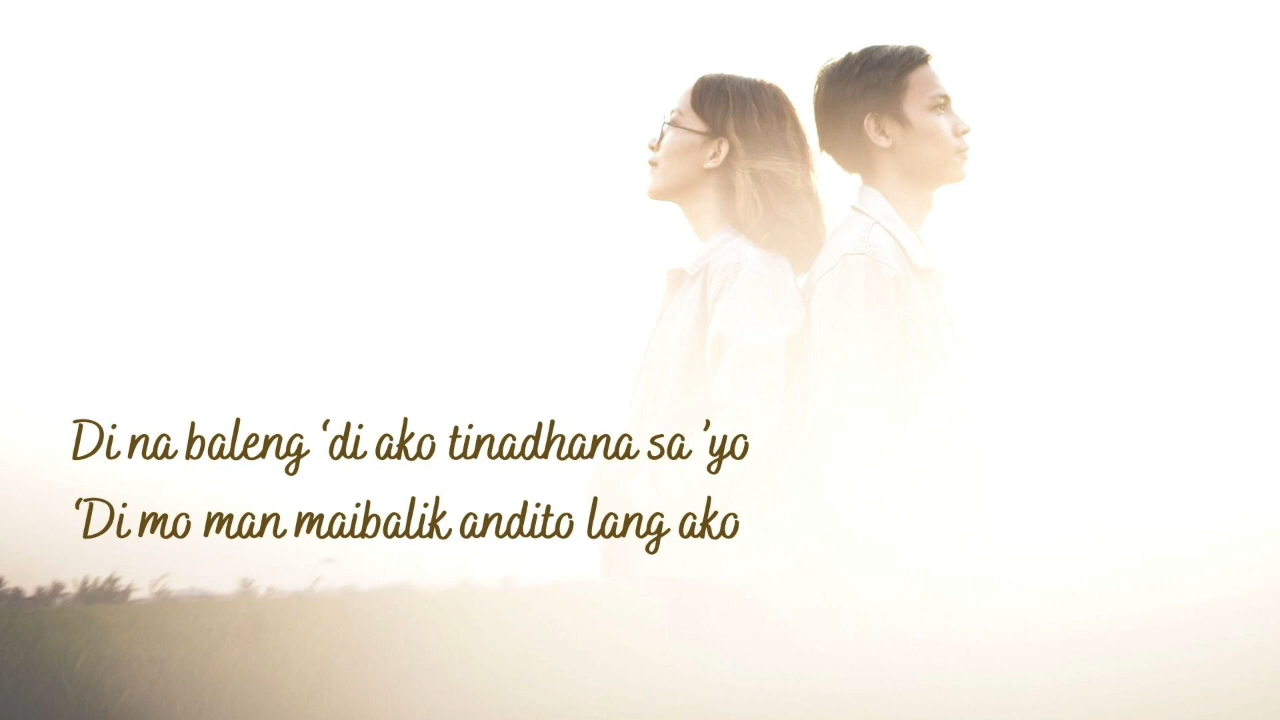 Di na baleng ‘di ako tinadhana sa ’yo
‘Di mo man maibalik andito lang ako